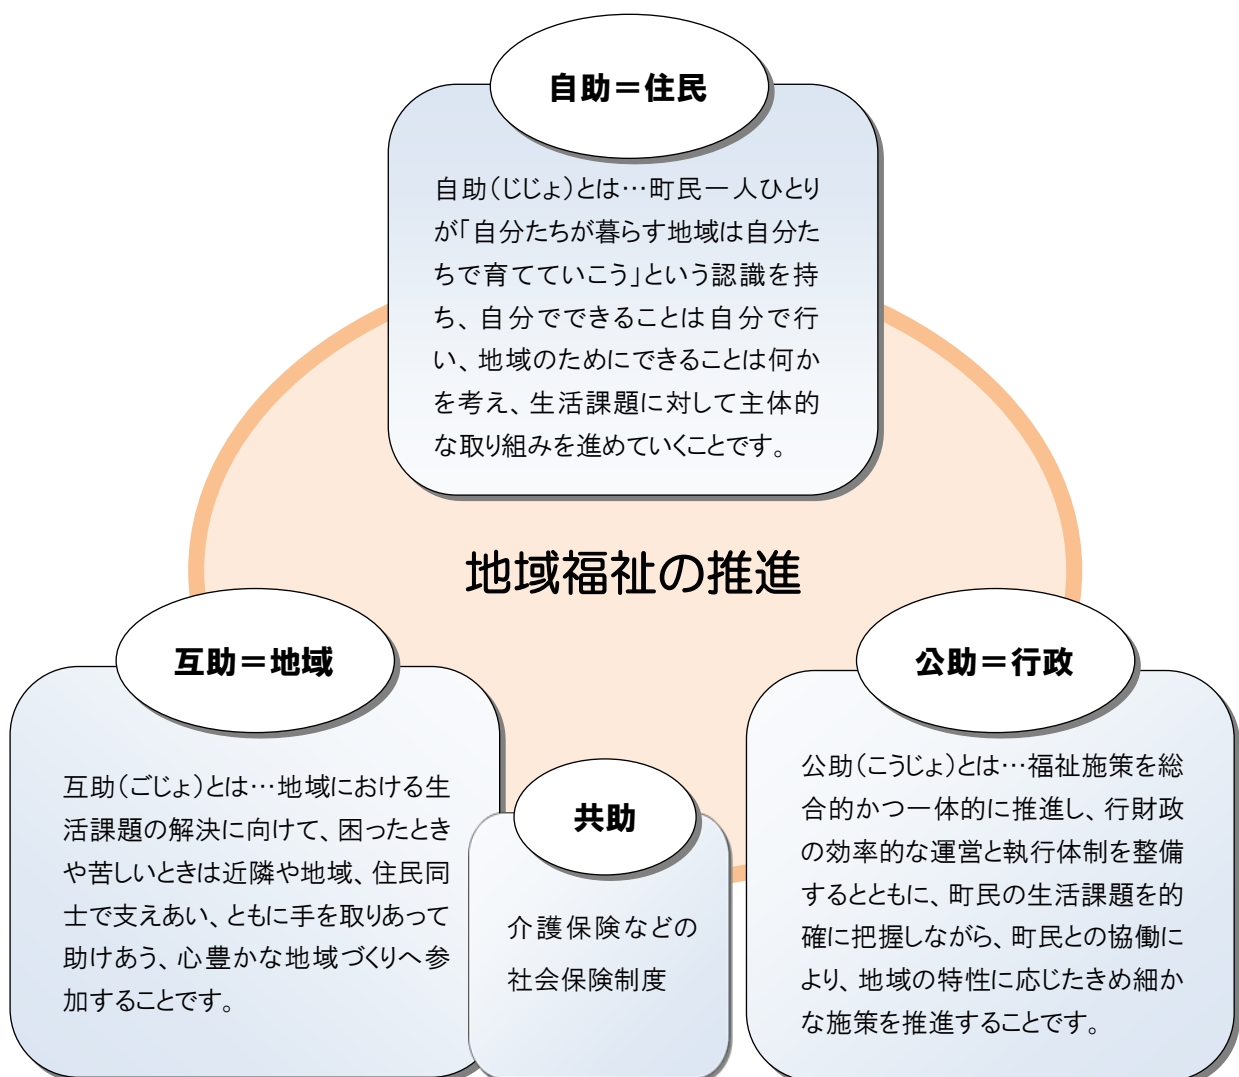 自助＝住民
自助（じじょ）とは…町民一人ひとり
が「自分たちが暮らす地域は自分た
ちで育てていこう」という認識を持
ち、自分でできることは自分で行
い、地域のためにできることは何か
を考え、生活課題に対して主体的
な取り組みを進めていくことです。
地域福祉の推進
互助＝地域
互助（ごじょ）とは…地域における生
活課題の解決に向けて、困ったとき
や苦しいときは近隣や地域、住民同
士で支えあい、ともに手を取りあって
助けあう、心豊かな地域づくりへ参
加することです。
共助
介護保険などの
社会保険制度
公助＝行政
公助（こうじょ）とは…福祉施策を総
合的かつ一体的に推進し、行財政
の効率的な運営と執行体制を整備
するとともに、町民の生活課題を的
確に把握しながら、町民との協働に
より、地域の特性に応じたきめ細か
な施策を推進することです。